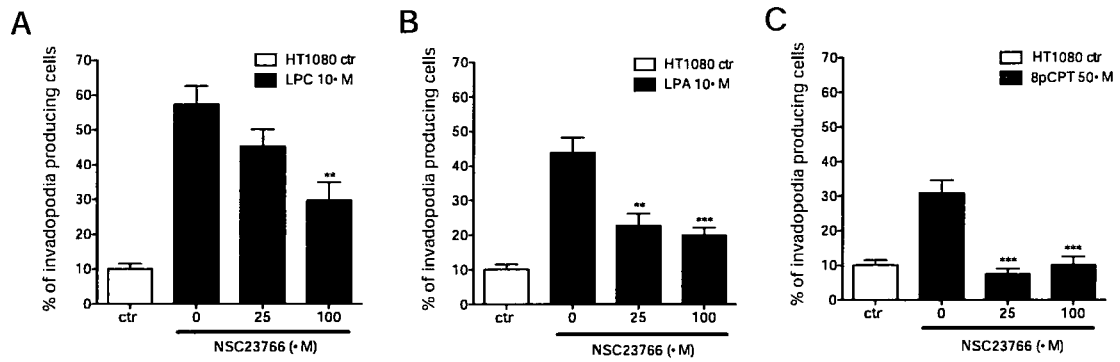 A
% of invadopodia producing cells
70
60
50
40
30
20
10
0
HT1080 ctr
LPC 10• M
**
ctr
0
25
100
NSC23766 (• M)
B
% of invadopodia producing cells
70
60
50
40
30
20
10
0
HT1080 ctr
LPA 10• M
**
***
ctr
0
25
100
NSC23766 (• M)
C
% of invadopodia producing cells
70
60
50
40
30
20
10
0
HT1080 ctr
8pCPT 50• M
***
***
ctr
0
25
100
NSC23766 (• M)